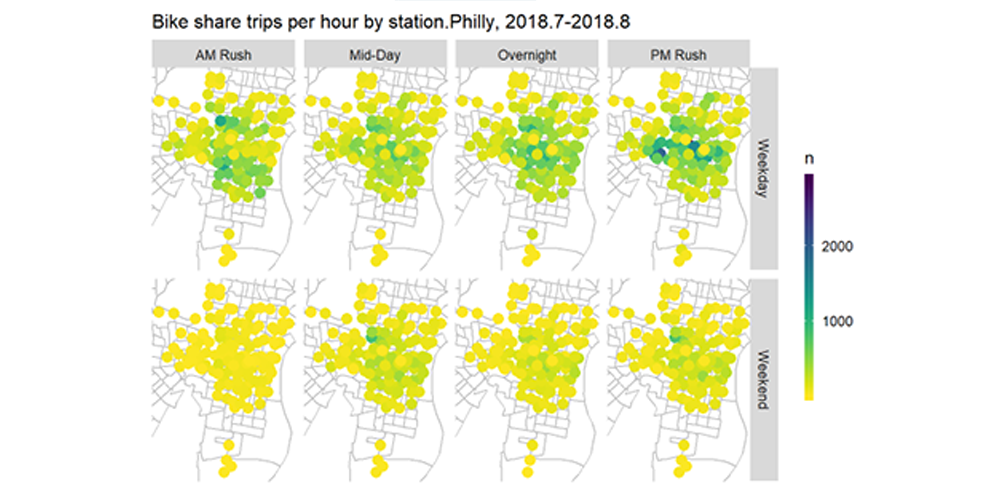 Bike share trips per hour by station.Philly, 2018.7-2018.8
AM Rush
Mid-Day
Overnight
PM Rush
Weekday
Weekend
n
2000
1000